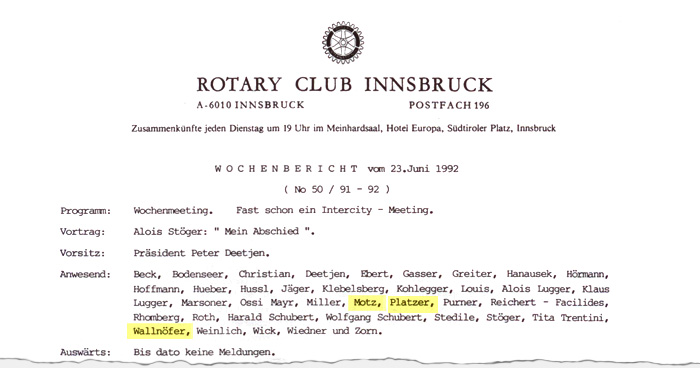 ROTARY CLUB INNSBRUCK
A-6010 INNSBRUCK POSTFACH 196
Zusammenkünfte jeden Dienstag um 19 Uhr im Meinhardsaal, Hotel Europa, Südtiroler Platz, Innsbruck
WOCHENBERICHT vom 23.Juni 1992
( No 50 / 91 - 92 )
Programm: Wochenmeeting. Fast schon ein Intercity - Meeting.
Vortrag: Alois Stöger: " Mein Abschied ".
Vorsitz: Präsident Peter Deetjen.
Anwesend: Beck, Bodenseer, Christian, Deetjen, Ebert, Gasser, Greiter, Hanausek, Hörmann,
Hoffmann, Hueber, Hussl, Jäger, Klebelsberg, Kohlegger, Louis, Alois Lugger, Klaus
Lugger, Marsoner, Ossi Mayr, Miller, Motz, Platzer, Purner, Reichert - Facilides,
Rhomberg, Roth, Harald Schubert, Wolfgang Schubert, Stedile, Stöger, Tita Trentini,
Wallnöfer, Weinlich, Wick, Wiedner und Zorn.
Auswärts: Bis dato keine Meldungen.